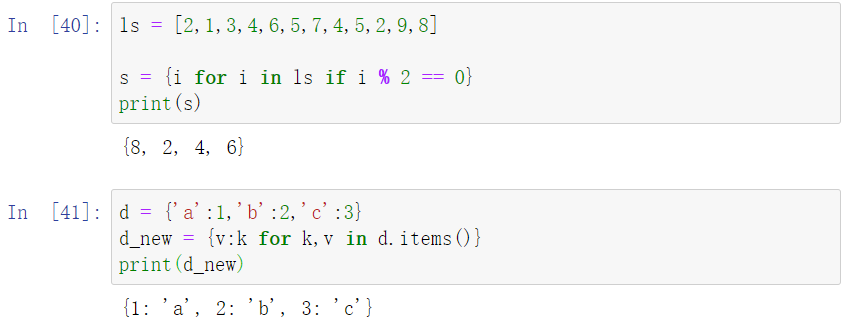 In [40]: ls = [2,1,3,4,6,5,7,4,5,2,9,8]
s = {i for i in ls if i % 2 == 0}
print(s)
{8, 2, 4, 6}
In [41]: d = {'a':1,'b':2,'c':3}
d_new = {v:k for k,v in d.items()}
print(d_new)
{1: 'a', 2: 'b', 3: 'c'}